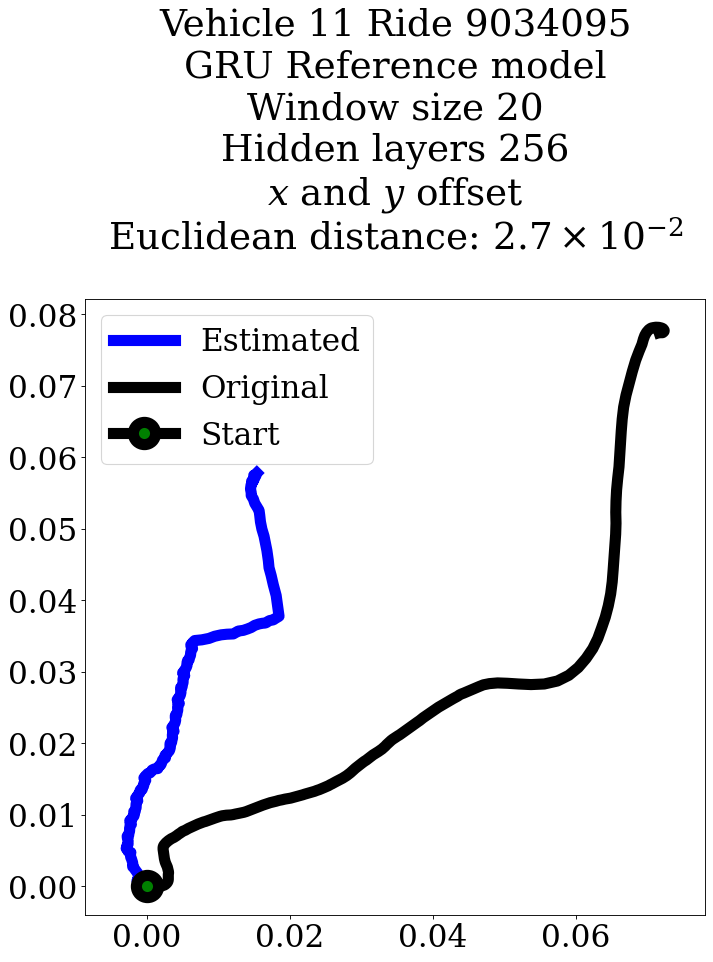 Vehicle 11 Ride 9034095
GRU Reference model
Window size 20
Hidden layers 256
x and y offset
Euclidean distance: 2.7 × 10⁻²
0.08
0.07
0.06
0.05
0.04
0.03
0.02
0.01
0.00
Estimated
Original
Start
0.00 0.02 0.04 0.06